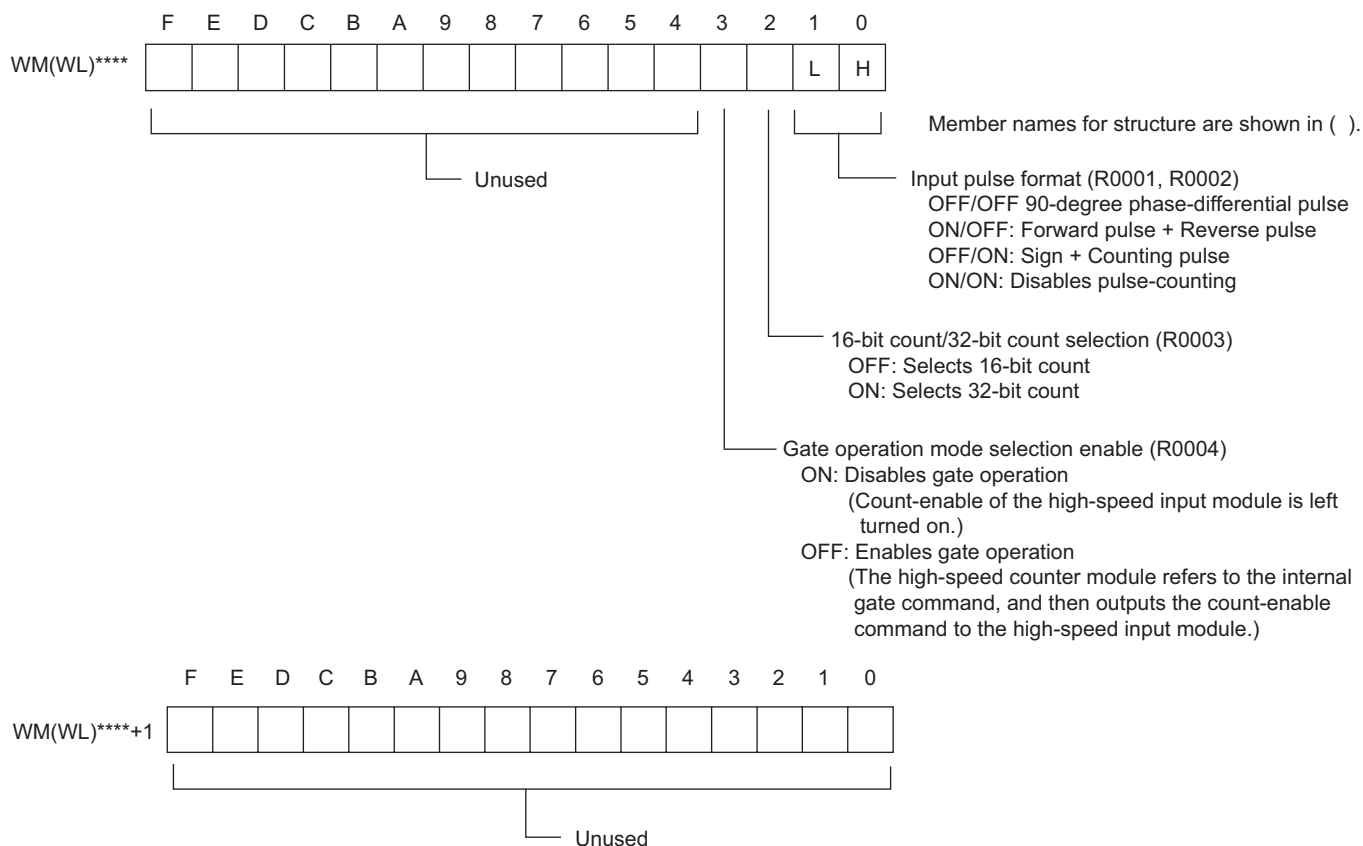 F E D C B A 9 8 7 6 5 4 3 2 1 0
WM(WL)****
L H
Member names for structure are shown in (  ).
Unused
Input pulse format (R0001, R0002)
OFF/OFF 90-degree phase-differential pulse
ON/OFF: Forward pulse + Reverse pulse
OFF/ON: Sign + Counting pulse
ON/ON: Disables pulse-counting
16-bit count/32-bit count selection (R0003)
OFF: Selects 16-bit count
ON: Selects 32-bit count
Gate operation mode selection enable (R0004)
ON: Disables gate operation
(Count-enable of the high-speed input module is left
turned on.)
OFF: Enables gate operation
(The high-speed counter module refers to the internal
gate command, and then outputs the count-enable
command to the high-speed input module.)
F E D C B A 9 8 7 6 5 4 3 2 1 0
WM(WL)****+1
Unused